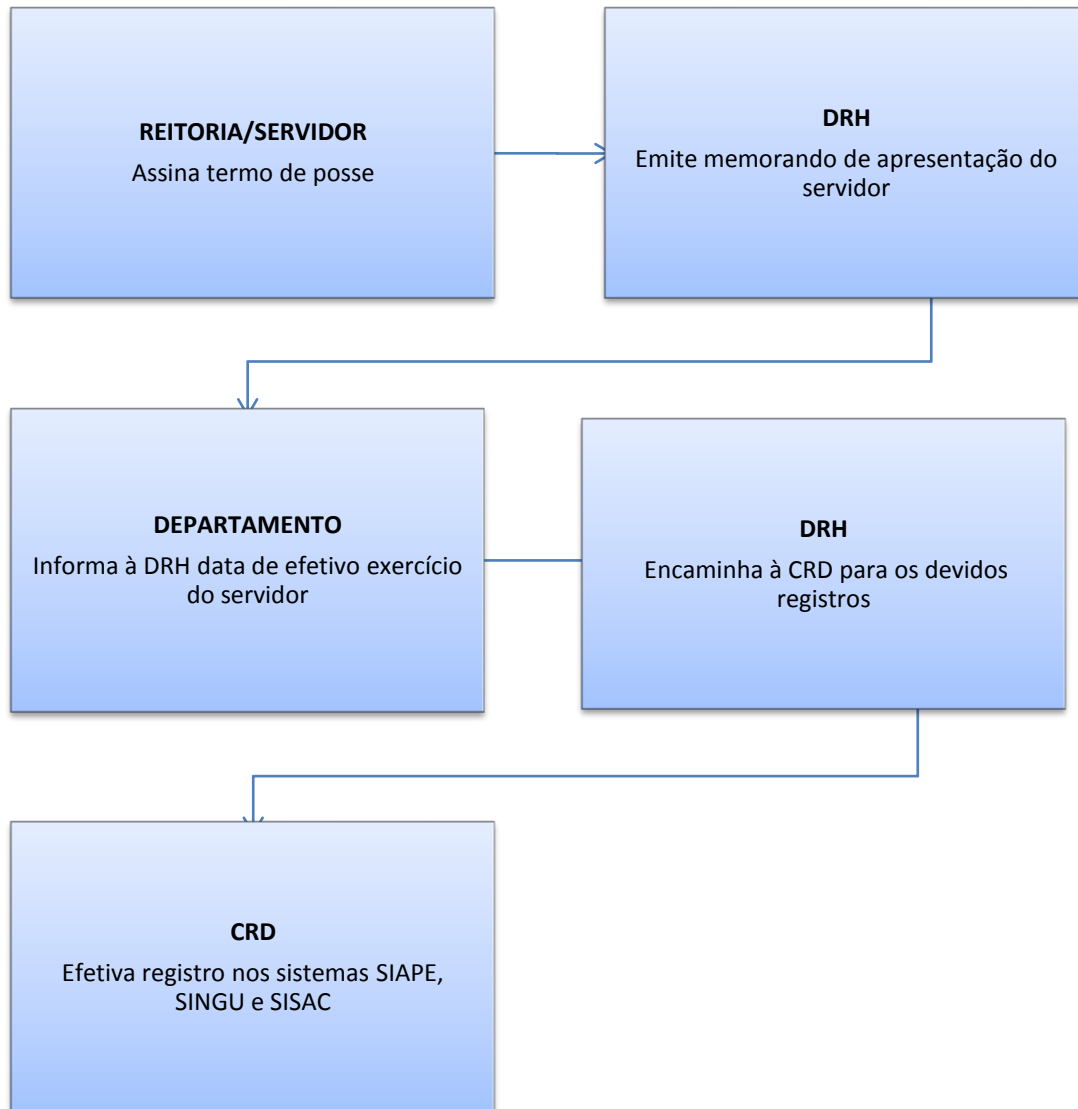 REITORIA/SERVIDOR
Assina termo de posse
DRH
Emite memorando de apresentação do
servidor
DEPARTAMENTO
Informa à DRH data de efetivo exercício
do servidor
DRH
Encaminha à CRD para os devidos
registros
CRD
Efetiva registro nos sistemas SIAPE,
SINGU e SISAC